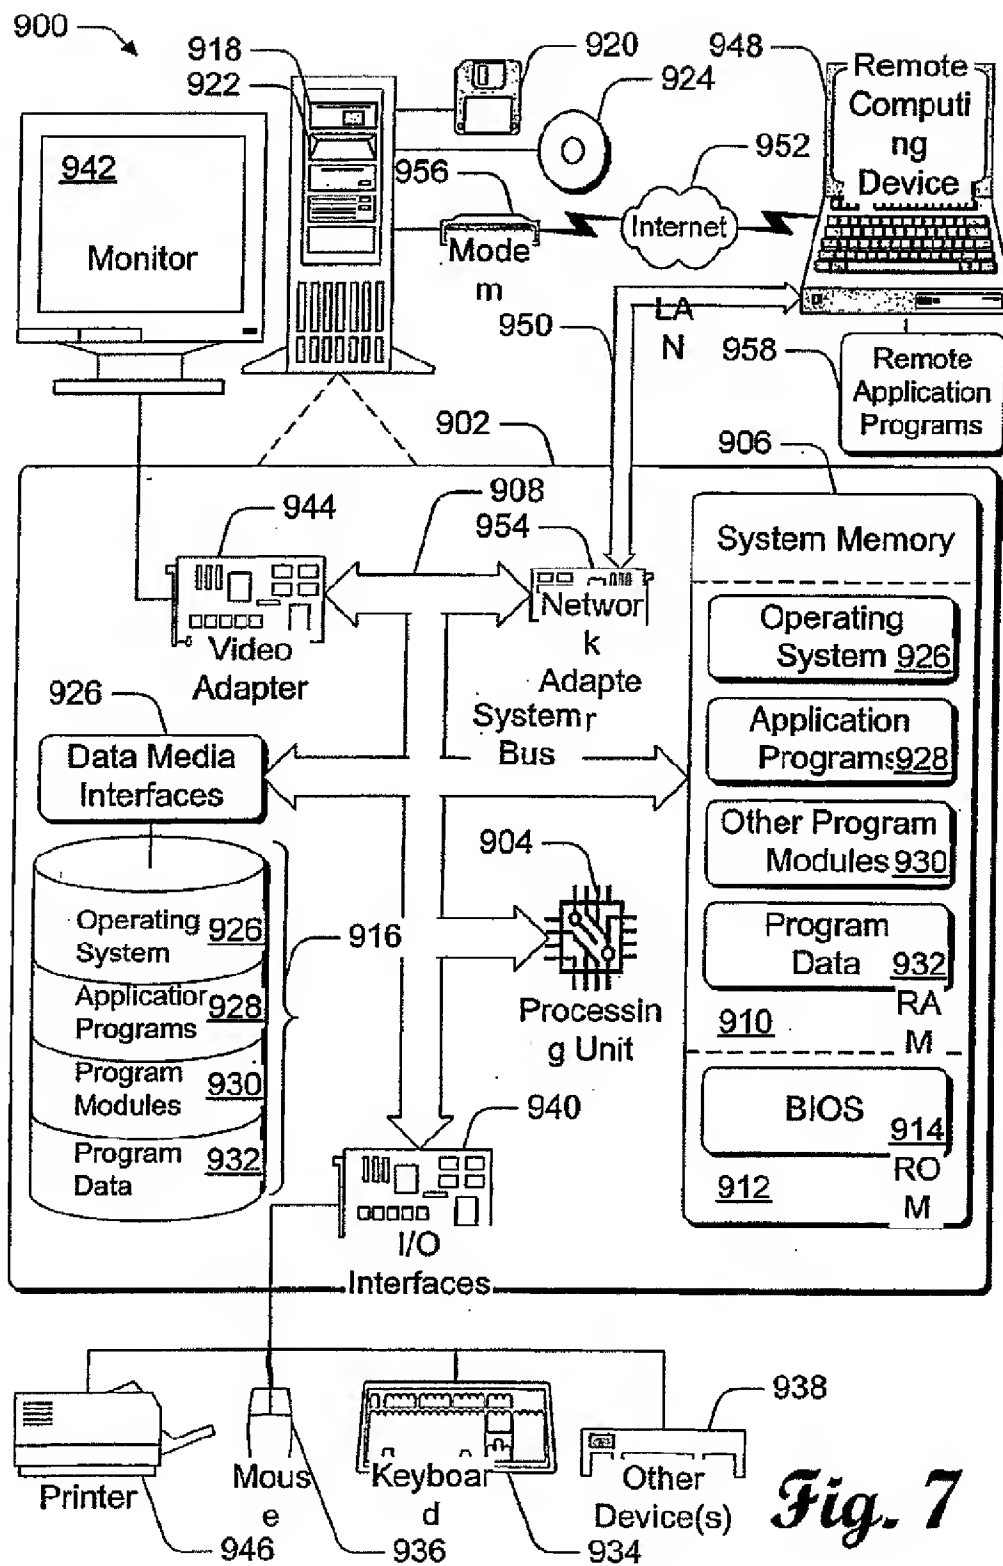 900
918
922
920
924
948
Remote
Computi
ng
Device
942
Monitor
956
Mode
m
952
Internet
950
LA
N
958
Remote
Application
Programs
902
906
944
908
954
Video
Adapter
Networ
k
Adapte
r
System
Bus
System Memory
Operating
System 926
Application
Programs 928
Other Program
Modules 930
Program
Data 932
910
RA
M
BIOS
914
912
RO
M
926
Data Media
Interfaces
Operating
System 926
Application
Programs 928
Program
Modules 930
Program
Data 932
916
904
Processin
g Unit
940
I/O
Interfaces
Printer
946
Mous
e
936
Keyboar
d
934
938
Other
Device(s)
Fig. 7